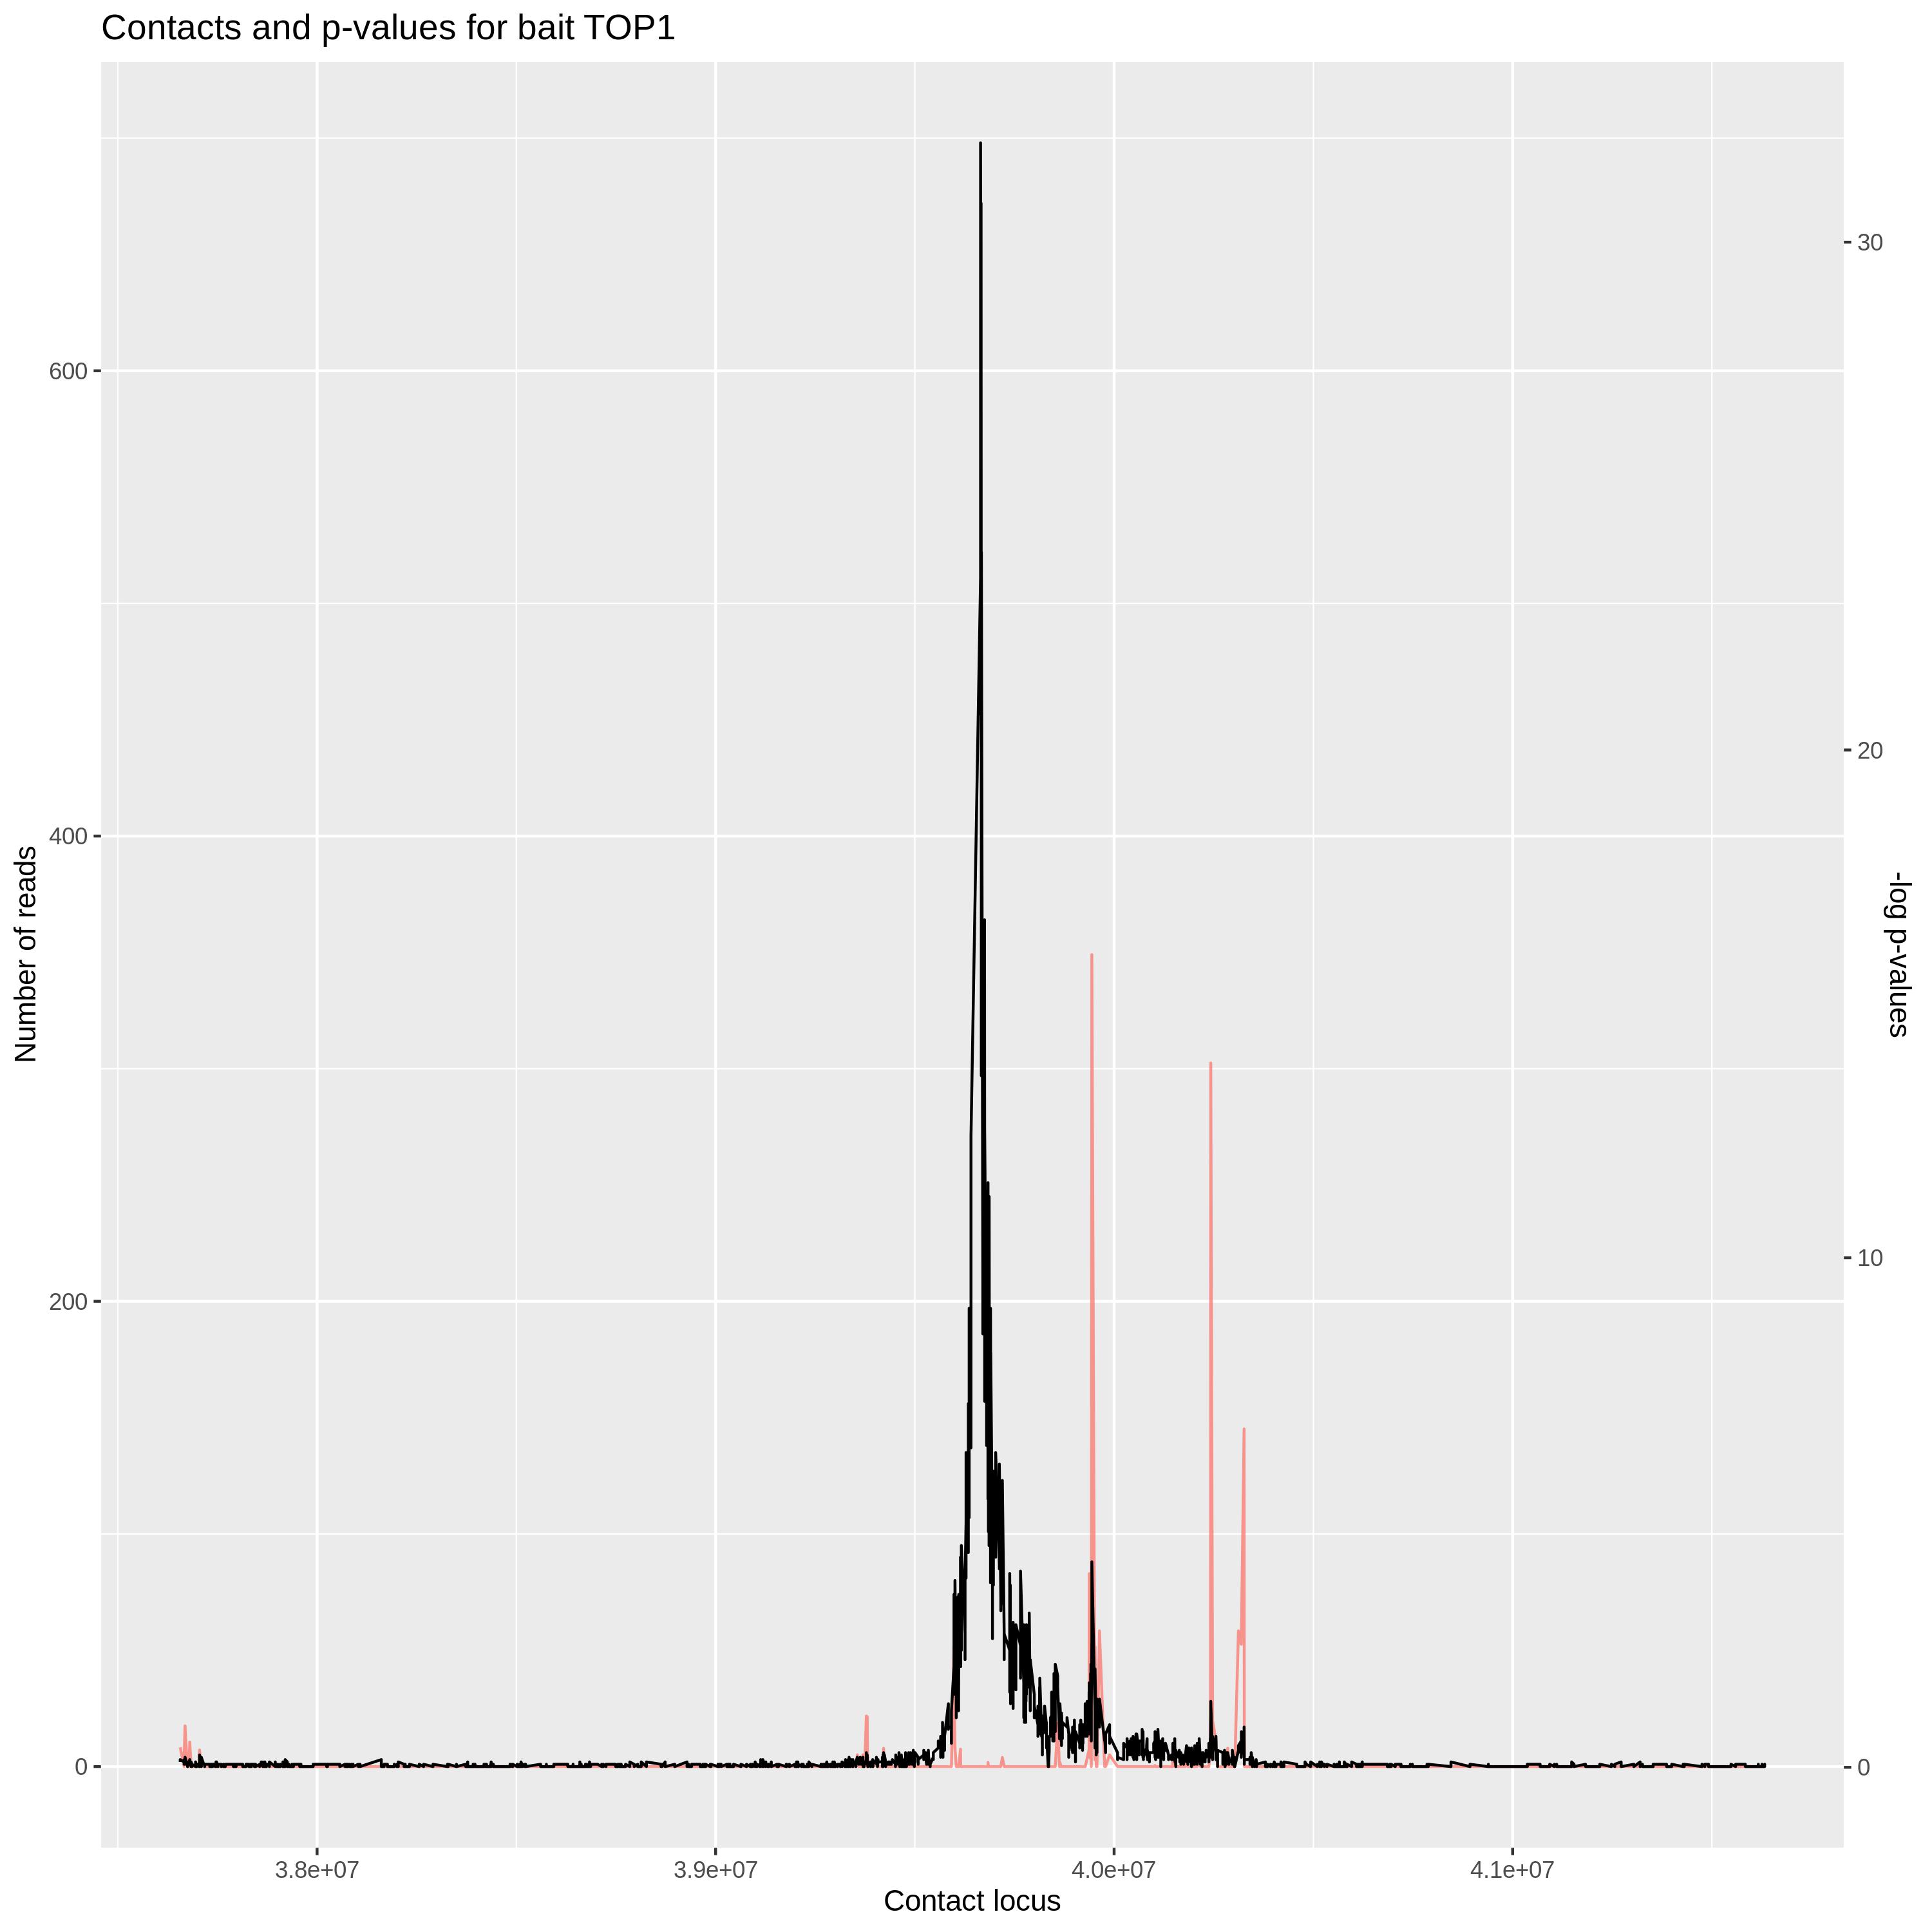 Contacts and p-values for bait TOP1
Number of reads
600
400
200
0
30
20
10
0
-log p-values
3.8e+07 3.9e+07 4.0e+07 4.1e+07
Contact locus